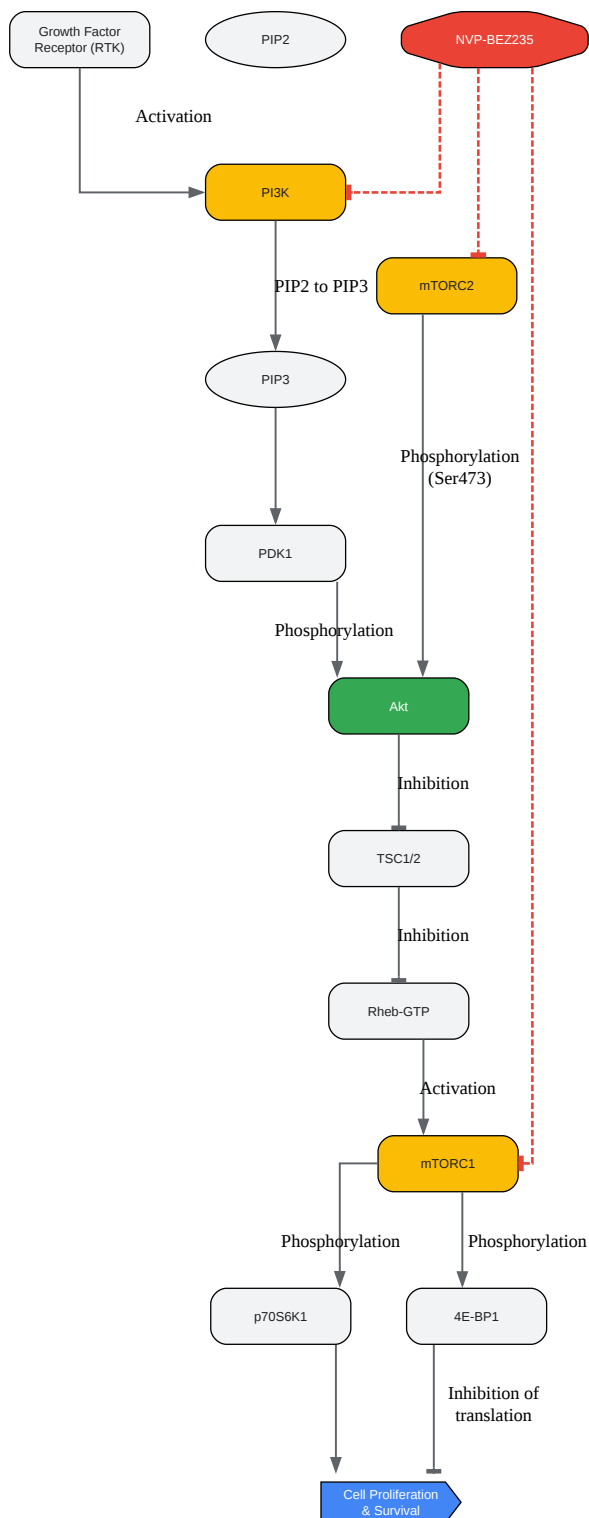 Growth Factor
Receptor (RTK)
PIP2
NVP-BEZ235
Activation
PI3K
PIP2 to PIP3
mTORC2
PIP3
Phosphorylation
(Ser473)
PDK1
Phosphorylation
Akt
Inhibition
TSC1/2
Inhibition
Rheb-GTP
Activation
mTORC1
Phosphorylation
Phosphorylation
p70S6K1
4E-BP1
Inhibition of
translation
Cell Proliferation
& Survival